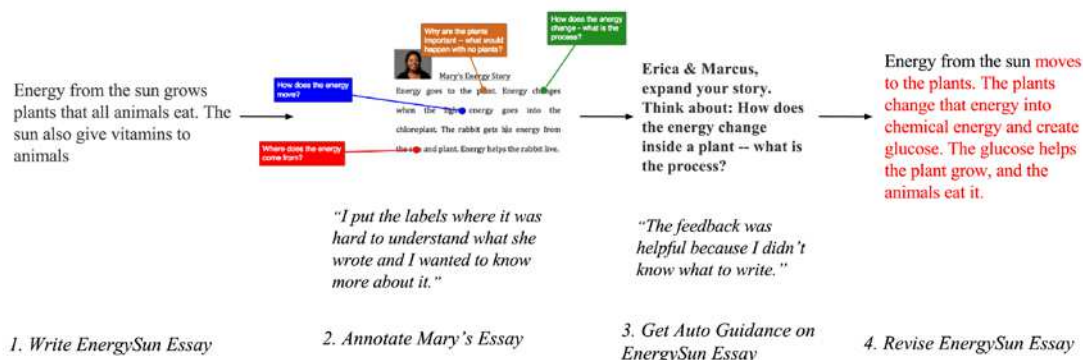 Energy from the sun grows
plants that all animals eat. The
sun also give vitamins to
animals
Why are the plants
important -- what would
happen with no plants?
How does the energy
change - what is the
process?
How does the energy
move?
Where does the energy
come from?
Mary's Energy Story
Energy goes to the plant. Energy changes
when the light energy goes into the
chloroplast. The rabbit gets his energy from
the and plant. Energy helps the rabbit live.
Erica & Marcus,
expand your story.
Think about: How does
the energy change
inside a plant -- what is
the process?
Energy from the sun moves
to the plants. The plants
change that energy into
chemical energy and create
glucose. The glucose helps
the plant grow, and the
animals eat it.
“I put the labels where it was
hard to understand what she
wrote and I wanted to know
more about it.”
“The feedback was
helpful because I didn’t
know what to write.”
1. Write EnergySun Essay
2. Annotate Mary’s Essay
3. Get Auto Guidance on
EnergySun Essay
4. Revise EnergySun Essay